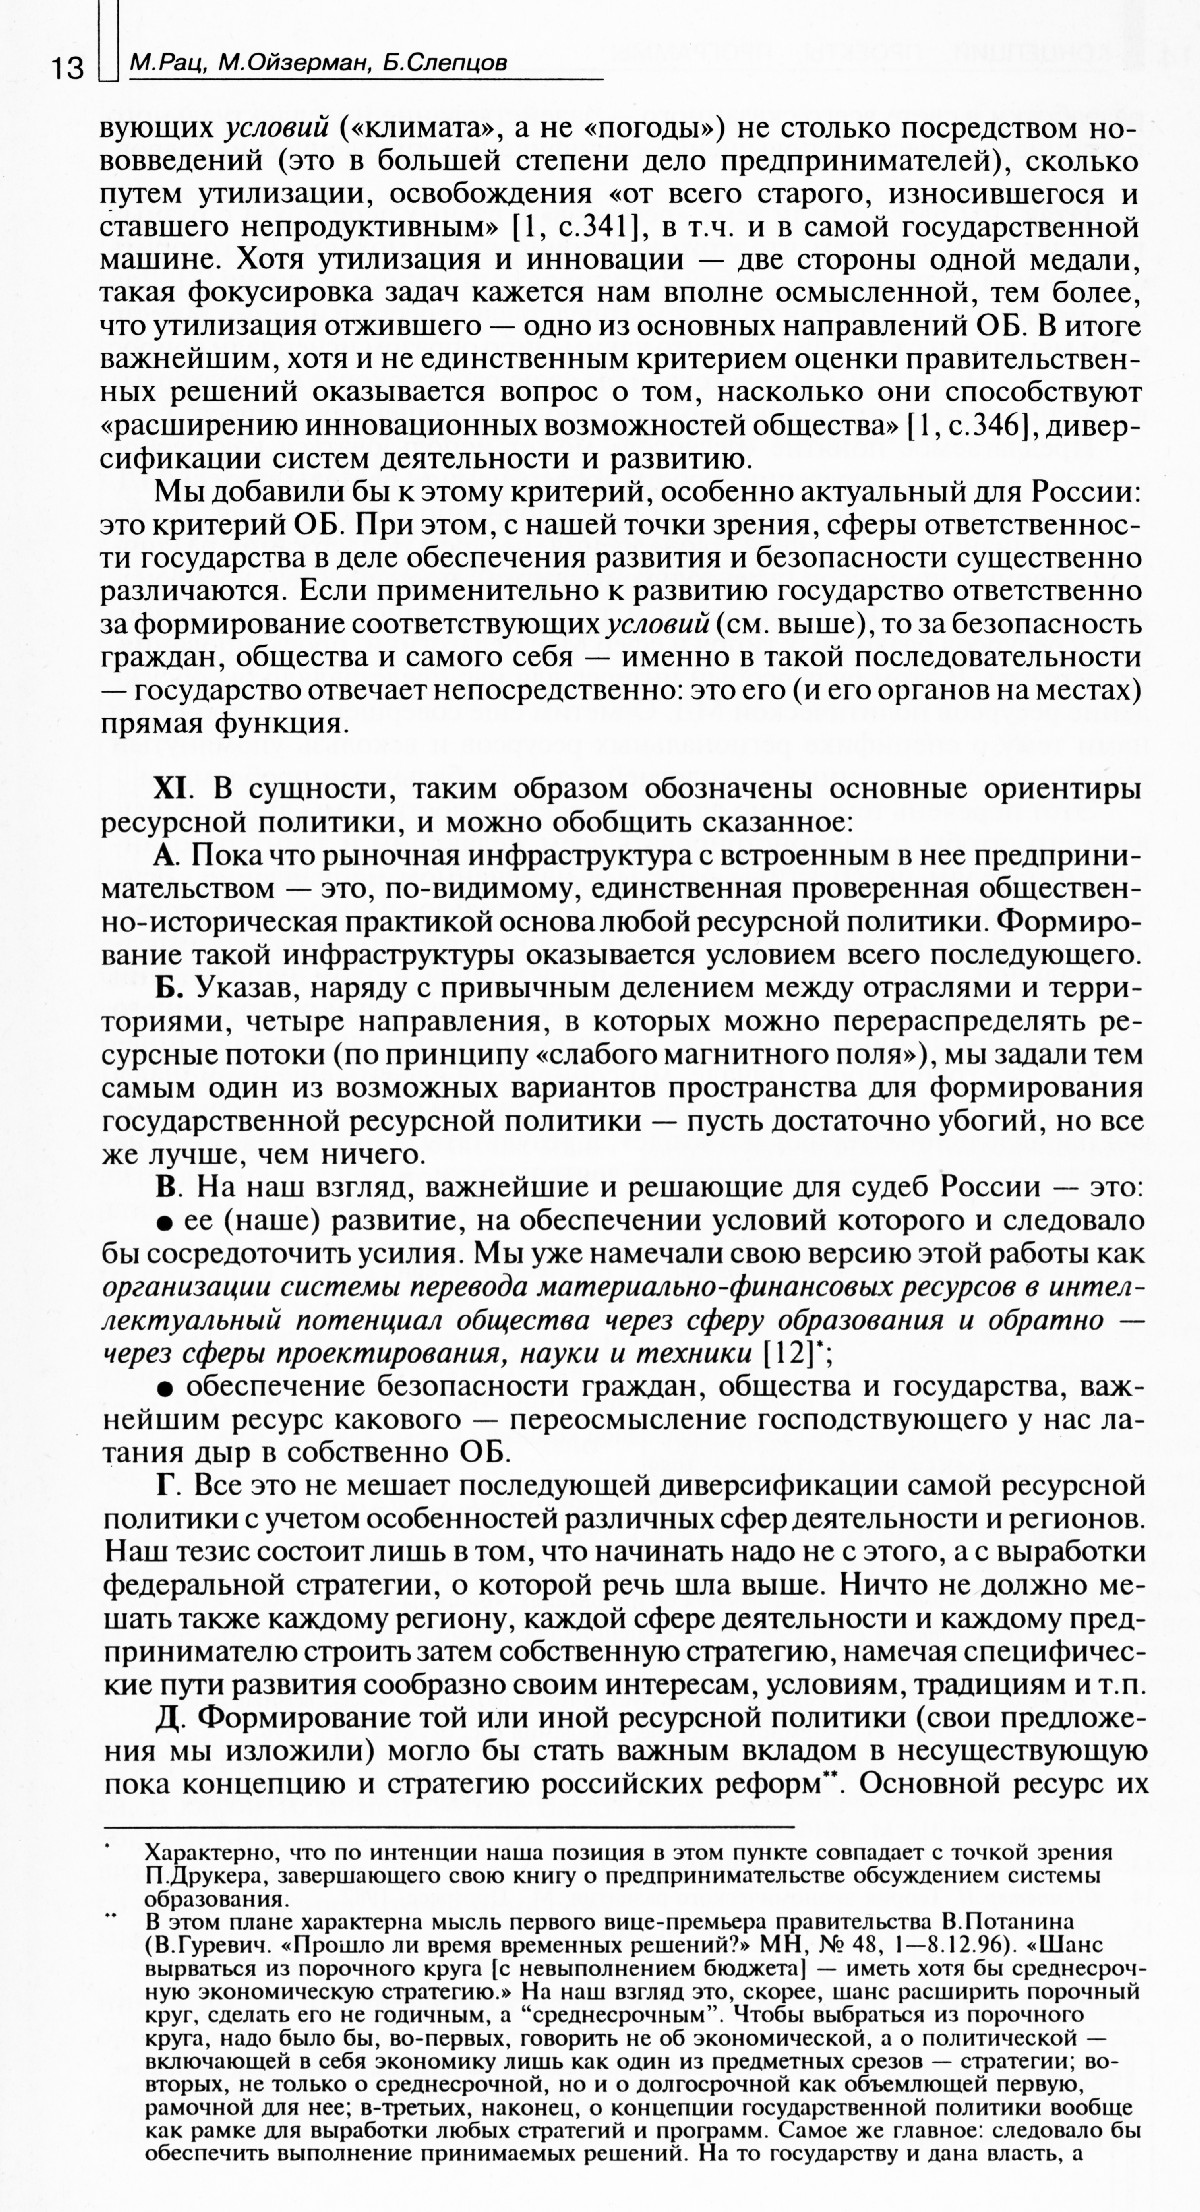 13
М.Рац, М.Ойзерман, Б.Слепцов
вующих условий («климата», а не «погоды») не столько посредством но-
вовведений (это в большей степени дело предпринимателей), сколько
путем утилизации, освобождения «от всего старого, износившегося и
ставшего непродуктивным» [1, с.341], в т.ч. и в самой государственной
машине. Хотя утилизация и инновации — две стороны одной медали,
такая фокусировка задач кажется нам вполне осмысленной, тем более,
что утилизация отжившего — одно из основных направлений ОБ. В итоге
важнейшим, хотя и не единственным критерием оценки правительствен-
ных решений оказывается вопрос о том, насколько они способствуют
«расширению инновационных возможностей общества» [1, с.346], дивер-
сификации систем деятельности и развитию.
Мы добавили бы к этому критерий, особенно актуальный для России:
это критерий ОБ. При этом, с нашей точки зрения, сферы ответственнос-
ти государства в деле обеспечения развития и безопасности существенно
различаются. Если применительно к развитию государство ответственно
за формирование соответствующих условий (см. выше), то за безопасность
граждан, общества и самого себя — именно в такой последовательности
— государство отвечает непосредственно: это его (и его органов на местах)
прямая функция.
XI. В сущности, таким образом обозначены основные ориентиры
ресурсной политики, и можно обобщить сказанное:
А. Пока что рыночная инфраструктура с встроенным в нее предприни-
мательством — это, по-видимому, единственная проверенная обществен-
но-историческая практикой основа любой ресурсной политики. Формиро-
вание такой инфраструктуры оказывается условием всего последующего.
Б. Указав, наряду с привычным делением между отраслями и терри-
ториями, четыре направления, в которых можно перераспределять ре-
сурсные потоки (по принципу «слабого магнитного поля»), мы задали тем
самым один из возможных вариантов пространства для формирования
государственной ресурсной политики — пусть достаточно убогий, но все
же лучше, чем ничего.
В. На наш взгляд, важнейшие и решающие для судеб России — это:
● ее (наше) развитие, на обеспечении условий которого и следовало
бы сосредоточить усилия. Мы уже намечали свою версию этой работы как
организации системы перевода материально-финансовых ресурсов в интел-
лектуальный потенциал общества через сферу образования и обратно —
через сферы проектирования, науки и техники [12]*;
● обеспечение безопасности граждан, общества и государства, важ-
нейшим ресурс какового — переосмысление господствующего у нас ла-
тания дыр в собственно ОБ.
Г. Все это не мешает последующей диверсификации самой ресурсной
политики с учетом особенностей различных сфер деятельности и регионов.
Наш тезис состоит лишь в том, что начинать надо не с этого, а с выработки
федеральной стратегии, о которой речь шла выше. Ничто не должно ме-
шать также каждому региону, каждой сфере деятельности и каждому пред-
принимателю строить затем собственную стратегию, намечая специфичес-
кие пути развития сообразно своим интересам, условиям, традициям и т.п.
Д. Формирование той или иной ресурсной политики (свои предложе-
ния мы изложили) могло бы стать важным вкладом в несуществующую
пока концепцию и стратегию российских реформ**. Основной ресурс их
* Характерно, что по интенции наша позиция в этом пункте совпадает с точкой зрения
П.Друкера, завершающего свою книгу о предпринимательстве обсуждением системы
образования.
** В этом плане характерна мысль первого вице-премьера правительства В.Потанина
(В.Гуревич. «Прошло ли время временных решений?» МН, № 48, 1—8.12.96). «Шанс
вырваться из порочного круга [с невыполнением бюджета] — иметь хотя бы среднесроч-
ную экономическую стратегию.» На наш взгляд это, скорее, шанс расширить порочный
круг, сделать его не годичным, а “среднесрочным”. Чтобы выбраться из порочного
круга, надо было бы, во-первых, говорить не об экономической, а о политической —
включающей в себя экономику лишь как один из предметных срезов — стратегии; во-
вторых, не только о среднесрочной, но и о долгосрочной как объемлющей первую,
рамочной для нее; в-третьих, наконец, о концепции государственной политики вообще
как рамке для выработки любых стратегий и программ. Самое же главное: следовало бы
обеспечить выполнение принимаемых решений. На то государству и дана власть, а